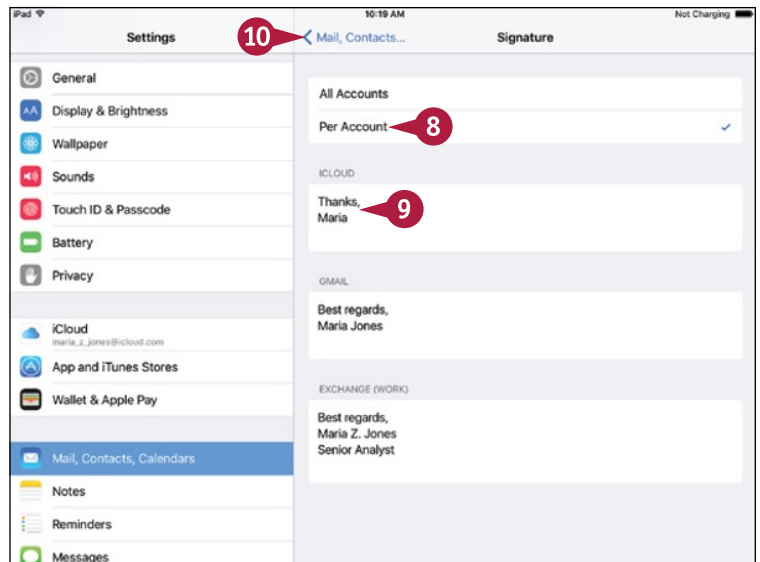 iPad 10:19 AM Not Charging
Settings 10 Mail, Contacts... Signature
General
Display & Brightness
Wallpaper
Sounds
Touch ID & Passcode
Battery
Privacy
iCloud
maria_z_jones@icloud.com
App and iTunes Stores
Wallet & Apple Pay
Mail, Contacts, Calendars
Notes
Reminders
Messages
All Accounts
Per Account 8
ICLOUD
Thanks, 9
Maria
GMAIL
Best regards,
Maria Jones
EXCHANGE (WORK)
Best regards,
Maria Z. Jones
Senior Analyst